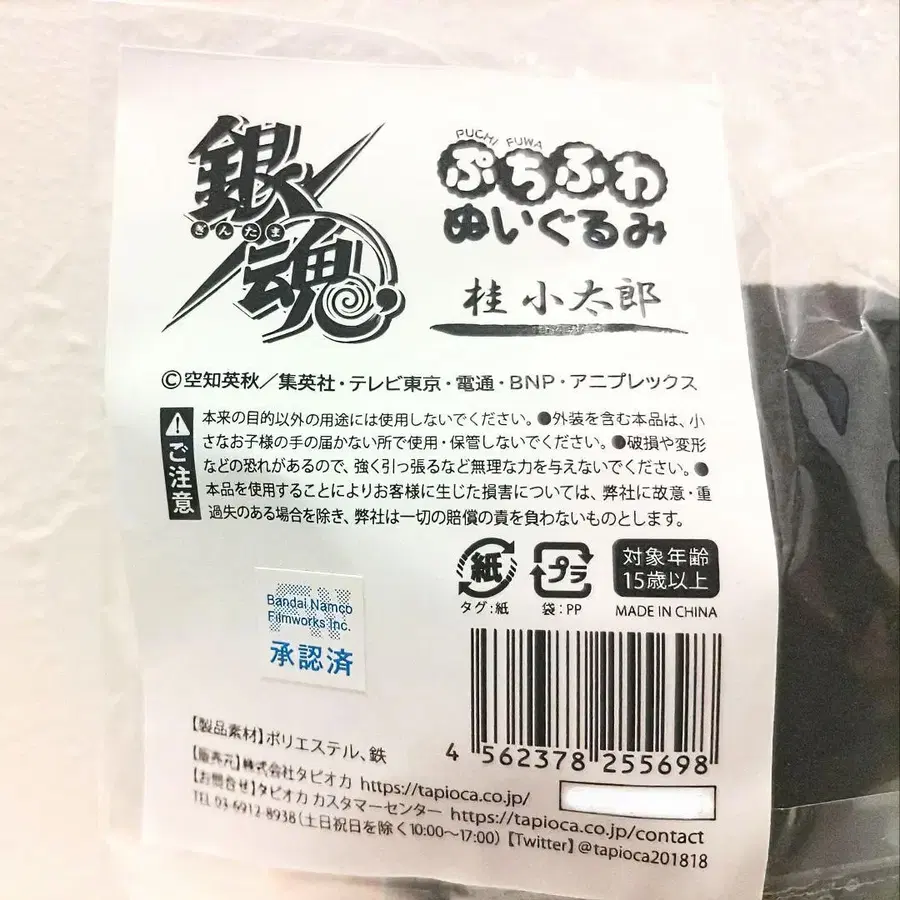 銀魂
ぎんたま
PUCHI FUWA
ぷちふわ
ぬいぐるみ
桂小太郎
©空知英秋／集英社・テレビ東京・電通・BNP・アニプレックス
ご注意
本来の目的以外の用途には使用しないでください。●外装を含む本品は、小
さなお子様の手の届かない所で使用・保管しないでください。●破損や変形
などの恐れがあるので、強く引っ張るなど無理な力を与えないでください。●
本品を使用することによりお客様に生じた損害については、弊社に故意・重
過失のある場合を除き、弊社は一切の賠償の責を負わないものとします。
紙
タグ:紙
プラ
袋:PP
対象年齢
15歳以上
MADE IN CHINA
Bandai Namco
Filmworks Inc.
承認済
4 562378 255698
【製品素材】ポリエステル、鉄
【販売元】株式会社タピオカ https://tapioca.co.jp/
【お問合せ】タピオカ カスタマーセンター https://tapioca.co.jp/contact
TEL 03-6912-8938(土日祝日を除く10:00～17:00)【Twitter】@tapioca201818